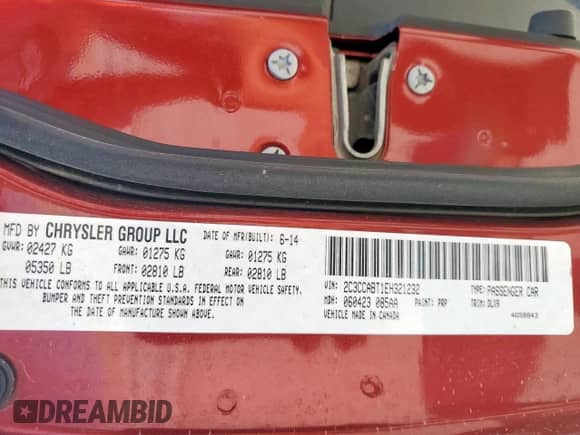 MFD BY CHRYSLER GROUP LLC DATE OF MFR(BUILT): 6-14
GVWR: 02427 KG GAWR: 01275 KG GAWR: 01275 KG
05350 LB FRONT: 02810 LB REAR: 02810 LB
THIS VEHICLE CONFORMS TO ALL APPLICABLE U.S.A. FEDERAL MOTOR VEHICLE SAFETY,
BUMPER AND THEFT PREVENTION STANDARDS IN EFFECT ON
THE DATE OF MANUFACTURE SHOWN ABOVE.
VIN: 2C3CCABT1EH321232 TYPE: PASSENGER CAR
MDH: 060423 085AA PAINT: PRP TRIM: DLX9
VEHICLE MADE IN CANADA
DREAMBID